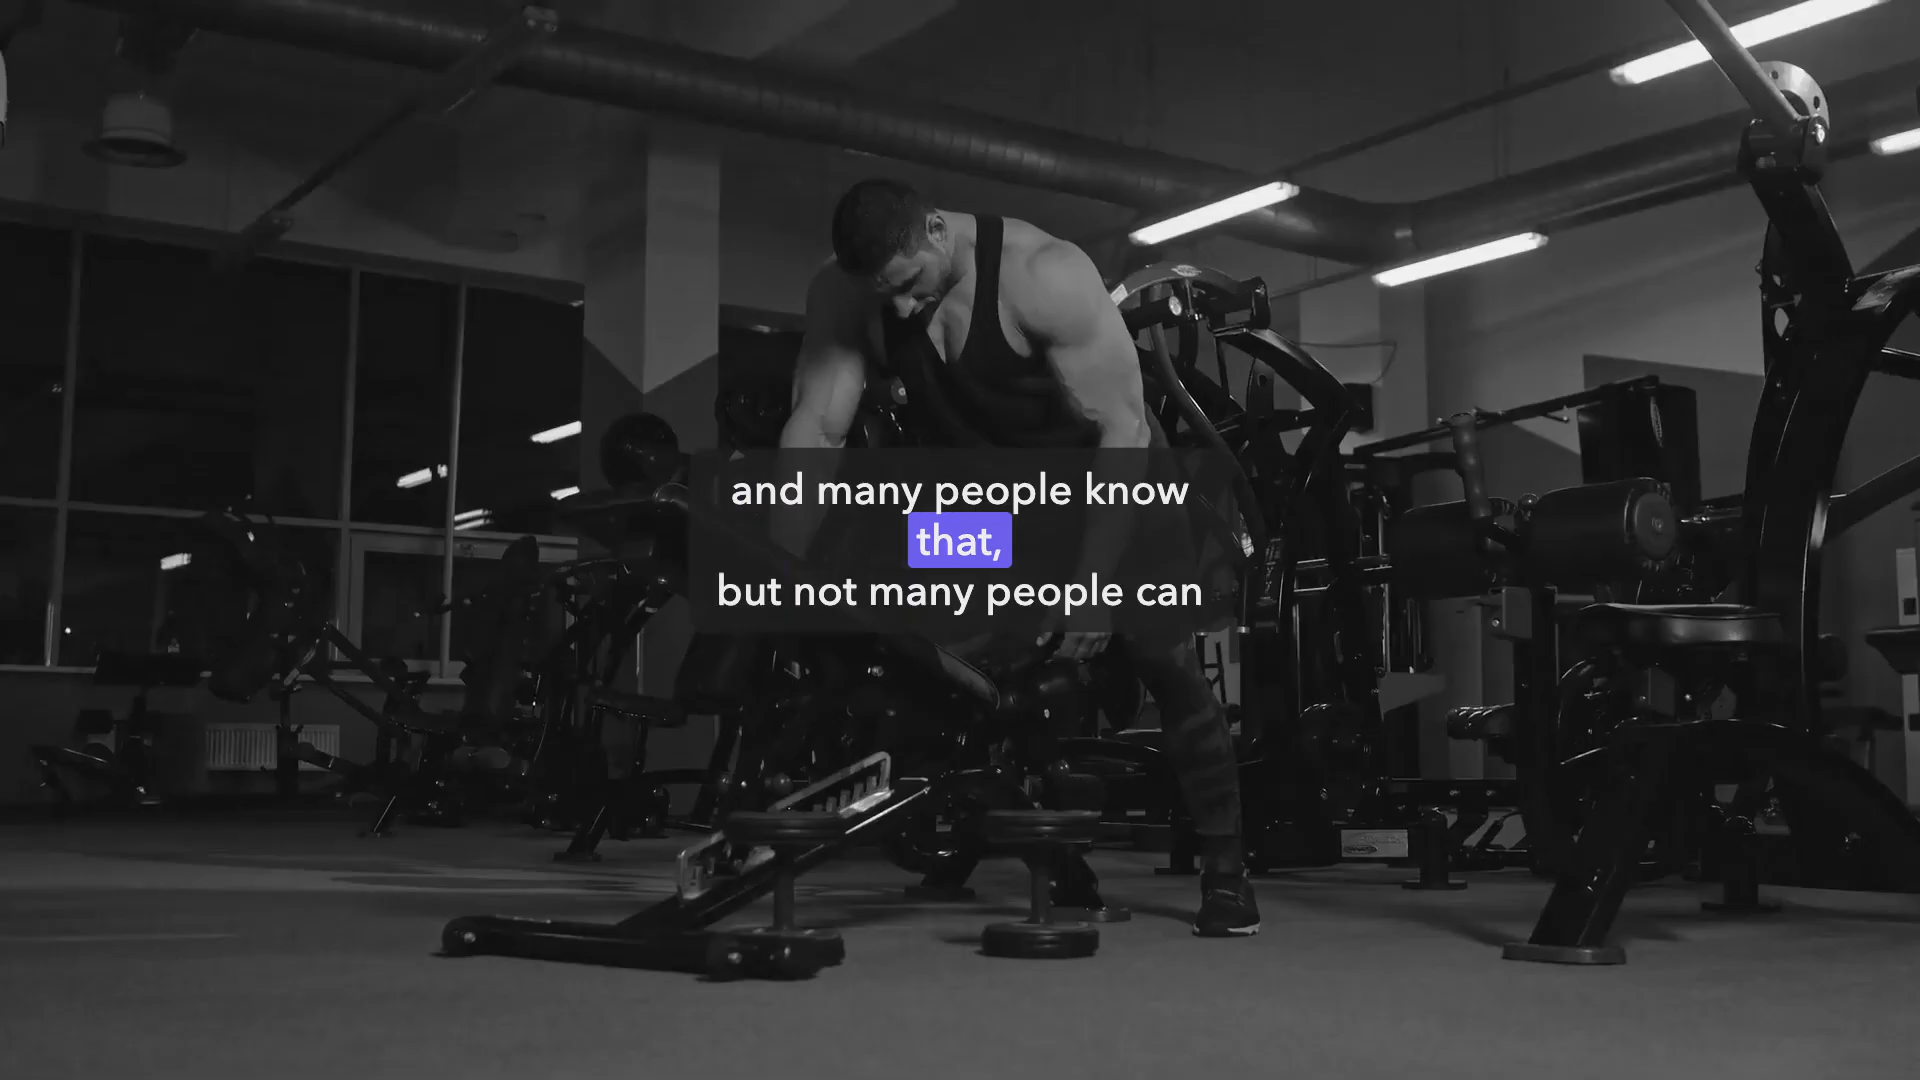 and many people know
that,
but not many people can